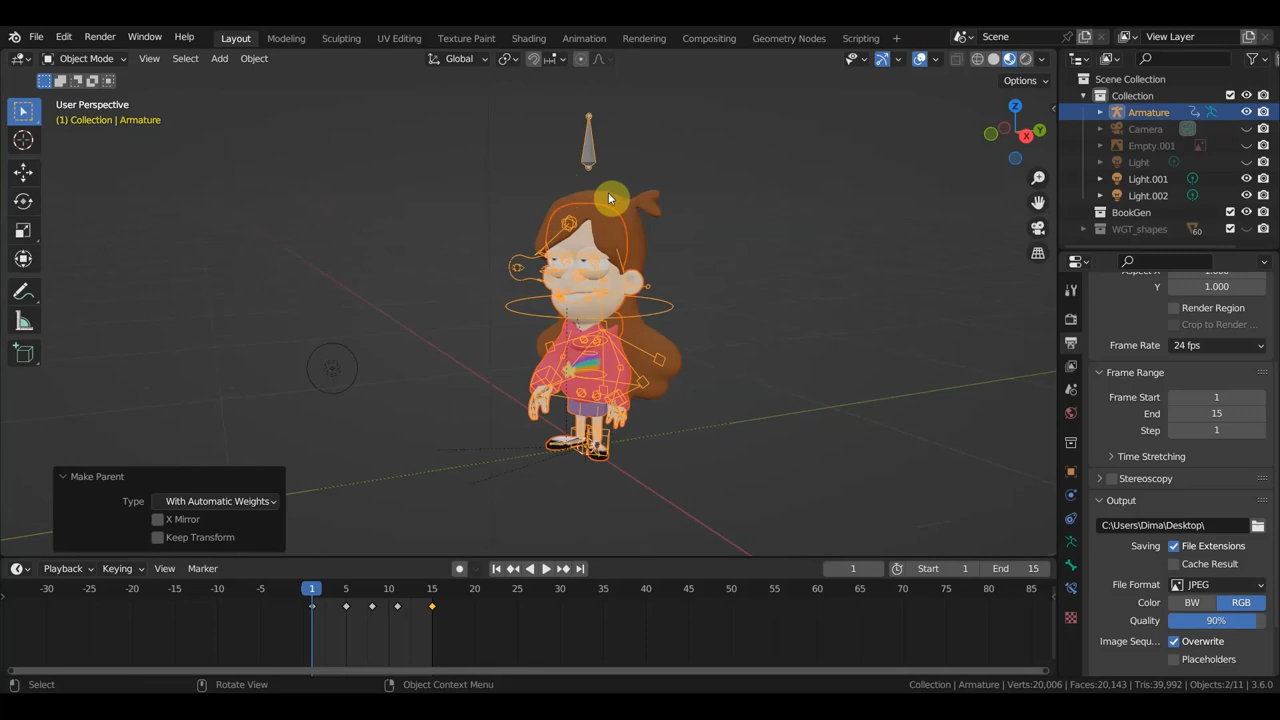 File Edit Render Window Help
Layout Modeling Sculpting UV Editing Texture Paint Shading Animation Rendering Compositing Geometry Nodes Scripting
Scene
View Layer
Object Mode View Select Add Object
Global
Options
User Perspective
(1) Collection | Armature
Z
Y
X
Scene Collection
Collection
Armature
Camera
Empty.001
Light
Light.001
Light.002
BookGen
WGT_shapes 60
Y 1.000
Render Region
Crop to Render ...
Frame Rate 24 fps
Frame Range
Frame Start 1
End 15
Step 1
Time Stretching
Stereoscopy
Output
C:\Users\Dima\Desktop\
Saving File Extensions
Cache Result
File Format JPEG
Color BW RGB
Quality 90%
Image Sequ... Overwrite
Placeholders
Make Parent
Type With Automatic Weights
X Mirror
Keep Transform
Playback Keying View Marker
1 Start 1 End 15
-30 -25 -20 -15 -10 -5 1 5 10 15 20 25 30 35 40 45 50 55 60 65 70 75 80 85
Select Rotate View Object Context Menu
Collection | Armature | Verts:20,006 | Faces:20,143 | Tris:39,992 | Objects:2/11 | 3.6.0